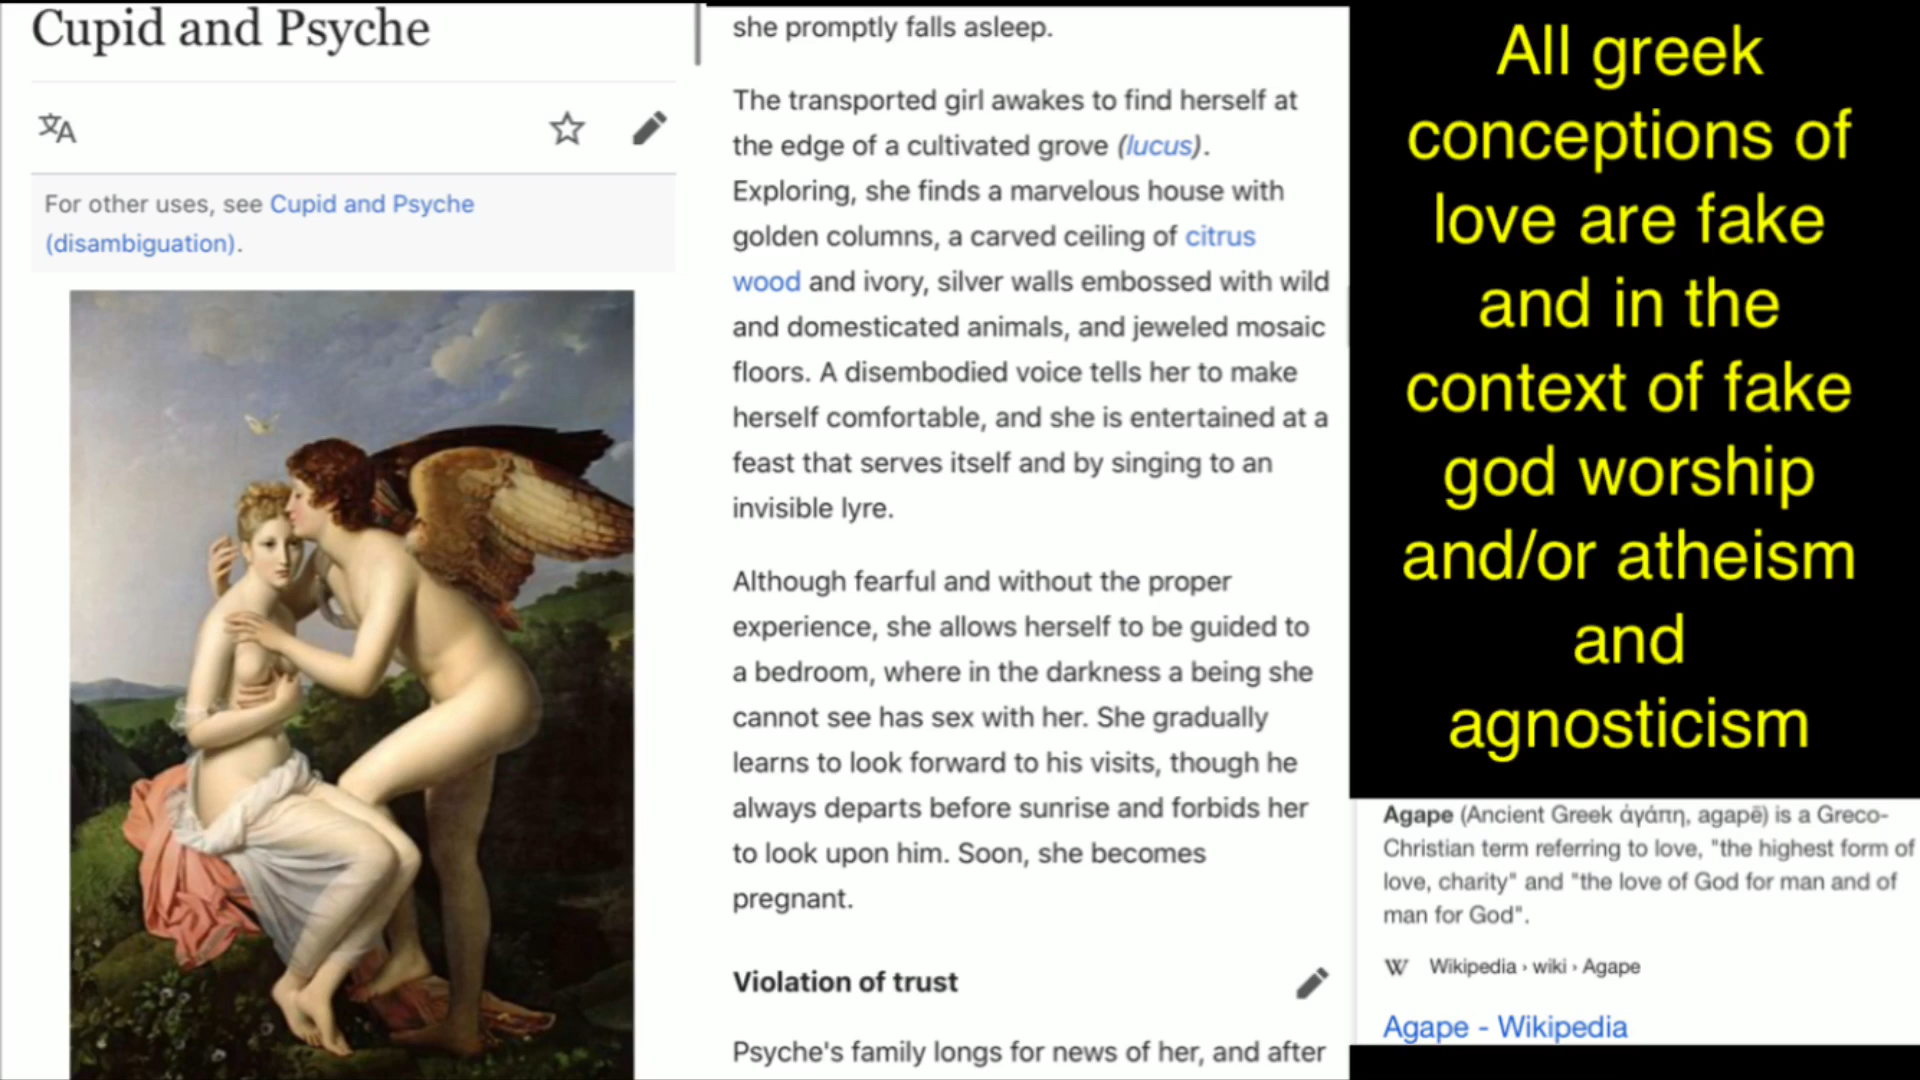 Cupid and Psyche
For other uses, see Cupid and Psyche
(disambiguation).
she promptly falls asleep.
The transported girl awakes to find herself at
the edge of a cultivated grove (lucus).
Exploring, she finds a marvelous house with
golden columns, a carved ceiling of citrus
wood and ivory, silver walls embossed with wild
and domesticated animals, and jeweled mosaic
floors. A disembodied voice tells her to make
herself comfortable, and she is entertained at a
feast that serves itself and by singing to an
invisible lyre.
Although fearful and without the proper
experience, she allows herself to be guided to
a bedroom, where in the darkness a being she
cannot see has sex with her. She gradually
learns to look forward to his visits, though he
always departs before sunrise and forbids her
to look upon him. Soon, she becomes
pregnant.
Violation of trust
Psyche's family longs for news of her, and after
All greek
conceptions of
love are fake
and in the
context of fake
god worship
and/or atheism
and
agnosticism
Agape (Ancient Greek ἀγάπη, agapē) is a Greco-
Christian term referring to love, "the highest form of
love, charity" and "the love of God for man and of
man for God".
W Wikipedia › wiki › Agape
Agape - Wikipedia